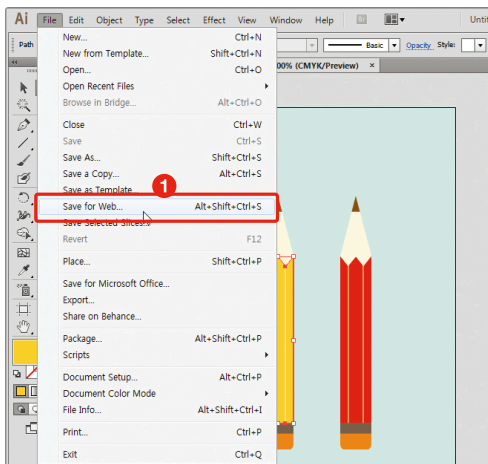 Ai File Edit Object Type Select Effect View Window Help Br Unti
Path Basic Opacity Style:
00% (CMYK/Preview) ×
New... Ctrl+N
New from Template... Shift+Ctrl+N
Open... Ctrl+O
Open Recent Files
Browse in Bridge... Alt+Ctrl+O
Close Ctrl+W
Save Ctrl+S
Save As... Shift+Ctrl+S
Save a Copy... Alt+Ctrl+S
Save as Template...
1
Save for Web... Alt+Shift+Ctrl+S
Save Selected Slices...
Revert F12
Place... Shift+Ctrl+P
Save for Microsoft Office...
Export...
Share on Behance...
Package... Alt+Shift+Ctrl+P
Scripts
Document Setup... Alt+Ctrl+P
Document Color Mode
File Info... Alt+Shift+Ctrl+I
Print... Ctrl+P
Exit Ctrl+Q